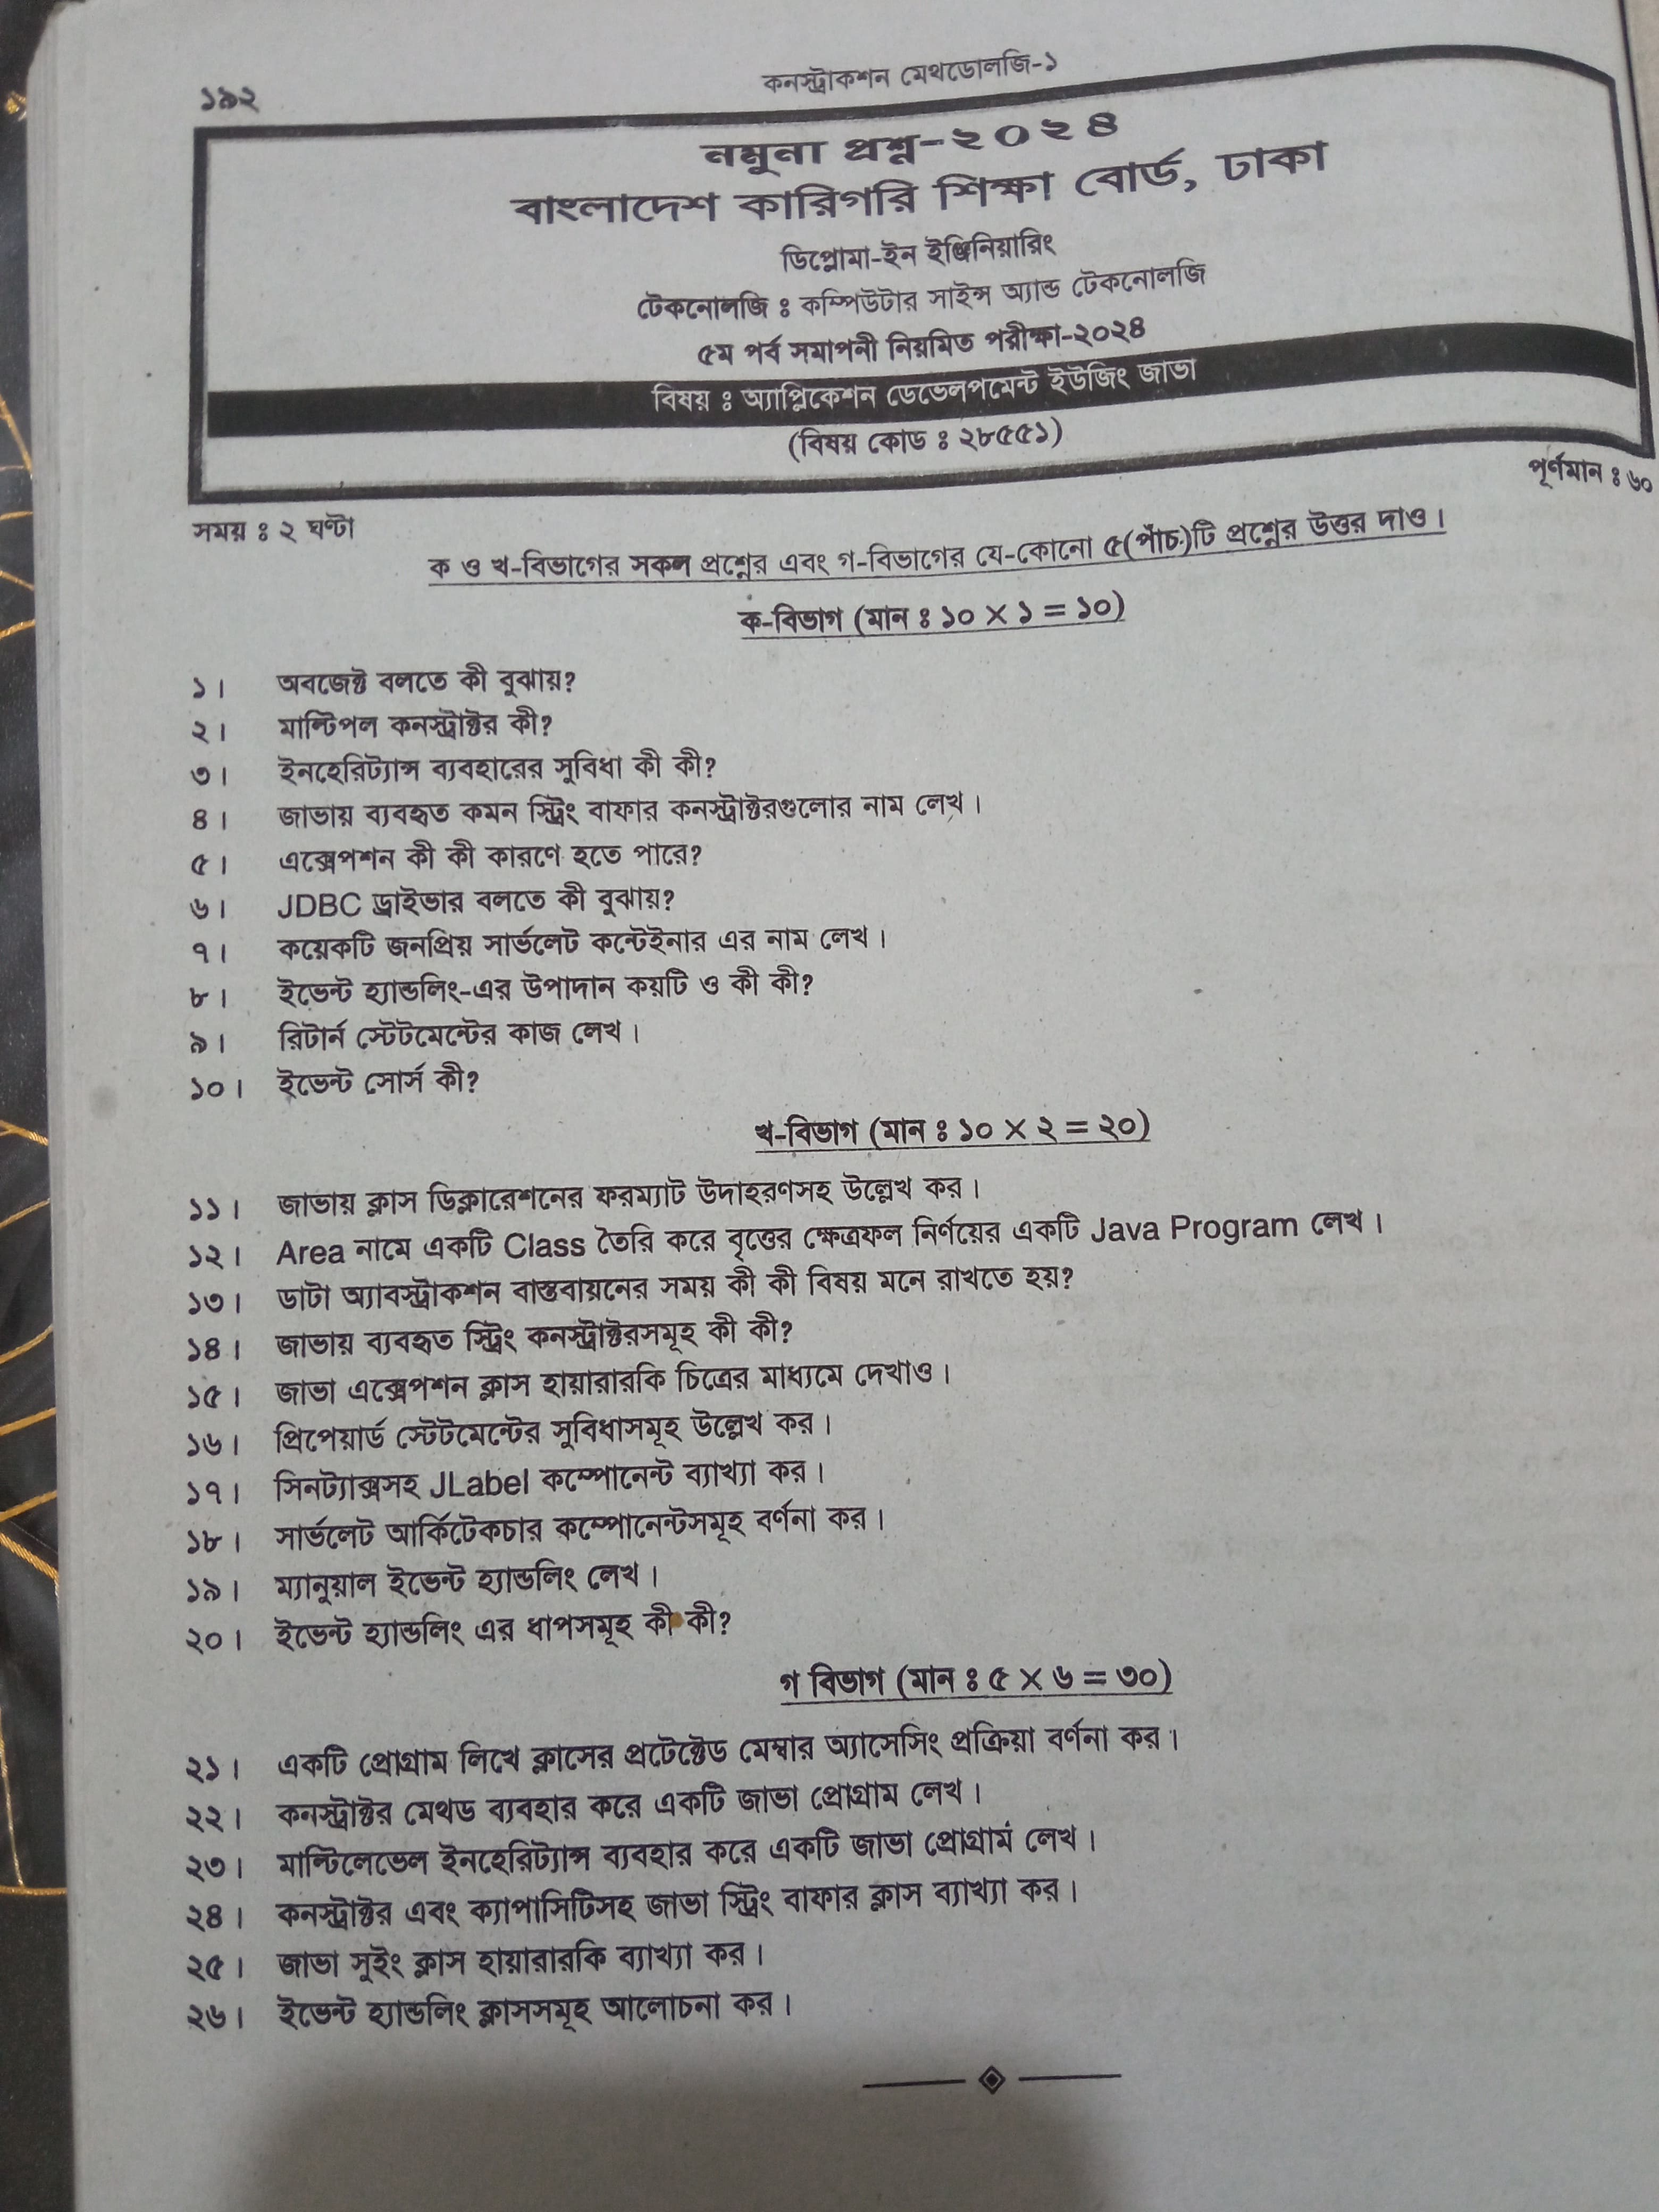 ১৯২
কনস্ট্রাকশন মেথডোলজি-১
নমুনা প্রশ্ন-২০২৪
বাংলাদেশ কারিগরি শিক্ষা বোর্ড, ঢাকা
ডিপ্লোমা-ইন ইঞ্জিনিয়ারিং
টেকনোলজি ঃ কম্পিউটার সাইন্স অ্যান্ড টেকনোলজি
৫ম পর্ব সমাপনী নিয়মিত পরীক্ষা-২০২৪
বিষয় ঃ অ্যাপ্লিকেশন ডেভেলপমেন্ট ইউজিং জাভা
(বিষয় কোড ঃ ২৮৫৫১)
সময় ঃ ২ ঘণ্টা
পূর্ণমান ঃ ৬০
ক ও খ-বিভাগের সকল প্রশ্নের এবং গ-বিভাগের যে-কোনো ৫(পাঁচ)টি প্রশ্নের উত্তর দাও।
ক-বিভাগ (মান ঃ ১০ × ১ = ১০)
১। অবজেক্ট বলতে কী বুঝায়?
২। মাল্টিপল কনস্ট্রাক্টর কী?
৩। ইনহেরিট্যান্স ব্যবহারের সুবিধা কী কী?
৪। জাভায় ব্যবহৃত কমন স্ট্রিং বাফার কনস্ট্রাক্টরগুলোর নাম লেখ।
৫। এক্সেপশন কী কী কারণে হতে পারে?
৬। JDBC ড্রাইভার বলতে কী বুঝায়?
৭। কয়েকটি জনপ্রিয় সার্ভলেট কন্টেইনার এর নাম লেখ।
৮। ইভেন্ট হ্যান্ডলিং-এর উপাদান কয়টি ও কী কী?
৯। রিটার্ন স্টেটমেন্টের কাজ লেখ।
১০। ইভেন্ট সোর্স কী?
খ-বিভাগ (মান ঃ ১০ × ২ = ২০)
১১। জাভায় ক্লাস ডিক্লারেশনের ফরম্যাট উদাহরণসহ উল্লেখ কর।
১২। Area নামে একটি Class তৈরি করে বৃত্তের ক্ষেত্রফল নির্ণয়ের একটি Java Program লেখ।
১৩। ডাটা অ্যাবস্ট্রাকশন বাস্তবায়নের সময় কী কী বিষয় মনে রাখতে হয়?
১৪। জাভায় ব্যবহৃত স্ট্রিং কনস্ট্রাক্টরসমূহ কী কী?
১৫। জাভা এক্সেপশন ক্লাস হায়ারারকি চিত্রের মাধ্যমে দেখাও।
১৬। প্রিপেয়ার্ড স্টেটমেন্টের সুবিধাসমূহ উল্লেখ কর।
১৭। সিনট্যাক্সসহ JLabel কম্পোনেন্ট ব্যাখ্যা কর।
১৮। সার্ভলেট আর্কিটেকচার কম্পোনেন্টসমূহ বর্ণনা কর।
১৯। ম্যানুয়াল ইভেন্ট হ্যান্ডলিং লেখ।
২০। ইভেন্ট হ্যান্ডলিং এর ধাপসমূহ কী কী?
গ বিভাগ (মান ঃ ৫ × ৬ = ৩০)
২১। একটি প্রোগ্রাম লিখে ক্লাসের প্রটেক্টেড মেম্বার অ্যাসেসিং প্রক্রিয়া বর্ণনা কর।
২২। কনস্ট্রাক্টর মেথড ব্যবহার করে একটি জাভা প্রোগ্রাম লেখ।
২৩। মাল্টিলেভেল ইনহেরিট্যান্স ব্যবহার করে একটি জাভা প্রোগ্রাম লেখ।
২৪। কনস্ট্রাক্টর এবং ক্যাপাসিটিসহ জাভা স্ট্রিং বাফার ক্লাস ব্যাখ্যা কর।
২৫। জাভা সুইং ক্লাস হায়ারারকি ব্যাখ্যা কর।
২৬। ইভেন্ট হ্যান্ডলিং ক্লাসসমূহ আলোচনা কর।